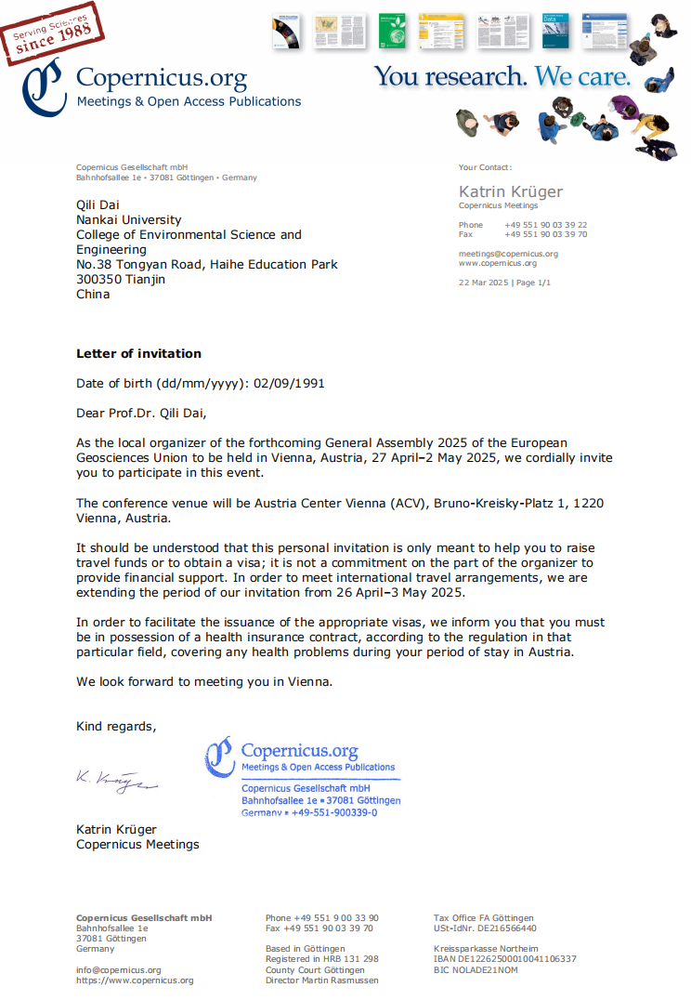 Serving Sciences
since 1988
Copernicus.org
Meetings & Open Access Publications
You research. We care.
Data
Copernicus Gesellschaft mbH
Bahnhofsallee 1e • 37081 Göttingen • Germany
Qili Dai
Nankai University
College of Environmental Science and
Engineering
No.38 Tongyan Road, Haihe Education Park
300350 Tianjin
China
Your Contact:
Katrin Krüger
Copernicus Meetings
Phone +49 551 90 03 39 22
Fax +49 551 90 03 39 70
meetings@copernicus.org
www.copernicus.org
22 Mar 2025 | Page 1/1
Letter of invitation
Date of birth (dd/mm/yyyy): 02/09/1991
Dear Prof.Dr. Qili Dai,
As the local organizer of the forthcoming General Assembly 2025 of the European
Geosciences Union to be held in Vienna, Austria, 27 April–2 May 2025, we cordially invite
you to participate in this event.
The conference venue will be Austria Center Vienna (ACV), Bruno-Kreisky-Platz 1, 1220
Vienna, Austria.
It should be understood that this personal invitation is only meant to help you to raise
travel funds or to obtain a visa; it is not a commitment on the part of the organizer to
provide financial support. In order to meet international travel arrangements, we are
extending the period of our invitation from 26 April–3 May 2025.
In order to facilitate the issuance of the appropriate visas, we inform you that you must
be in possession of a health insurance contract, according to the regulation in that
particular field, covering any health problems during your period of stay in Austria.
We look forward to meeting you in Vienna.
Kind regards,
K. Krüger
Copernicus.org
Meetings & Open Access Publications
Copernicus Gesellschaft mbH
Bahnhofsallee 1e ▪ 37081 Göttingen
Germany ▪ +49-551-900339-0
Katrin Krüger
Copernicus Meetings
Copernicus Gesellschaft mbH
Bahnhofsallee 1e
37081 Göttingen
Germany
info@copernicus.org
https://www.copernicus.org
Phone +49 551 9 00 33 90
Fax +49 551 90 03 39 70
Based in Göttingen
Registered in HRB 131 298
County Court Göttingen
Director Martin Rasmussen
Tax Office FA Göttingen
USt-IdNr. DE216566440
Kreissparkasse Northeim
IBAN DE12262500010041106337
BIC NOLADE21NOM